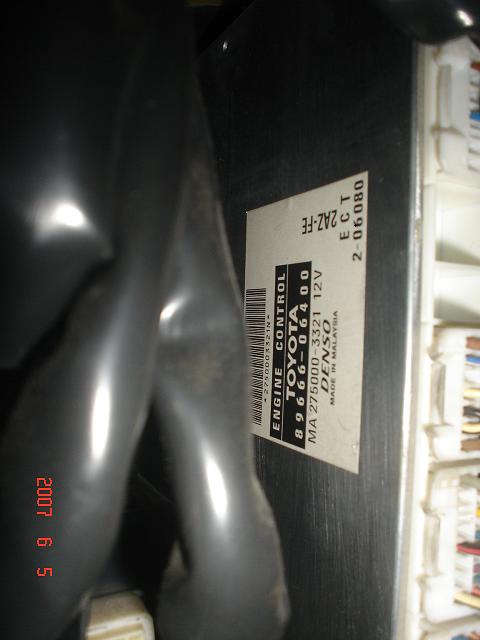 *2750003321N*
ENGINE CONTROL
TOYOTA
89666-06400
MA 275000-3321 12V
DENSO
MADE IN MALAYSIA
2AZ-FE
ECT
2-06080
2007 6 5